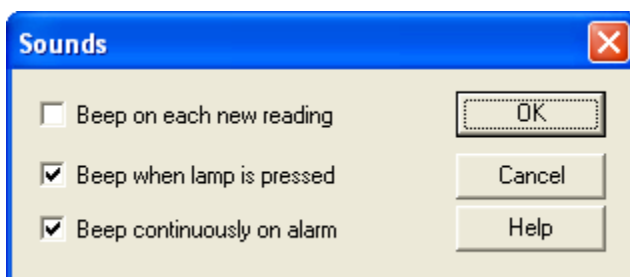 Sounds
Beep on each new reading
Beep when lamp is pressed
Beep continuously on alarm
OK
Cancel
Help